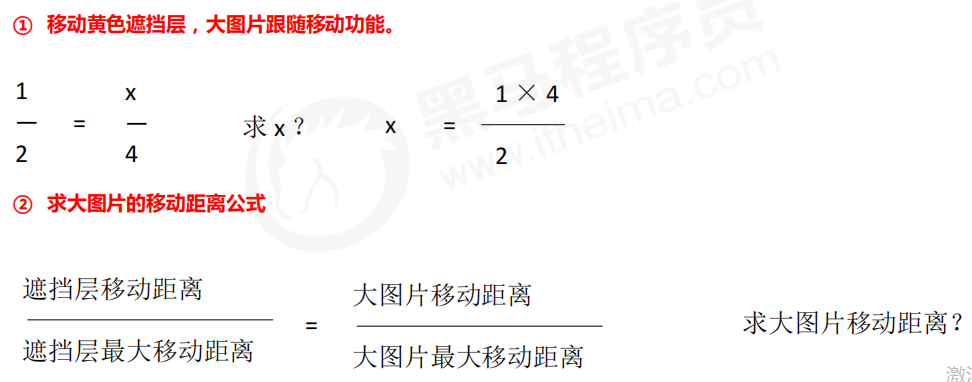 ① 移动黄色遮挡层，大图片跟随移动功能。
黑马程序员
www.itheima.com
1 x 1 × 4
— = — 求 x ？ x = —
2 4 2
② 求大图片的移动距离公式
遮挡层移动距离 大图片移动距离
= 求大图片移动距离？
遮挡层最大移动距离 大图片最大移动距离
激活